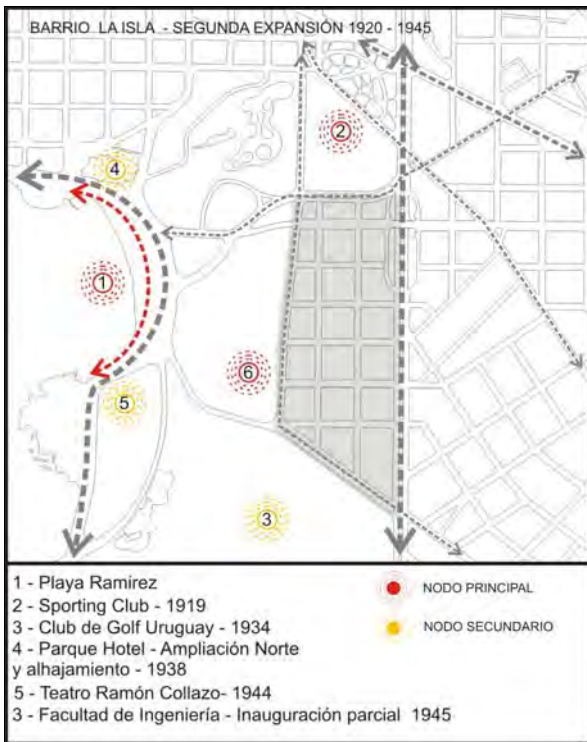 BARRIO LA ISLA - SEGUNDA EXPANSIÓN 1920 - 1945
2
4
1
6
5
3
1 - Playa Ramirez
2 - Sporting Club - 1919
3 - Club de Golf Uruguay - 1934
4 - Parque Hotel - Ampliación Norte
y alhajamiento - 1938
5 - Teatro Ramón Collazo- 1944
3 - Facultad de Ingeniería - Inauguración parcial 1945
NODO PRINCIPAL
NODO SECUNDARIO